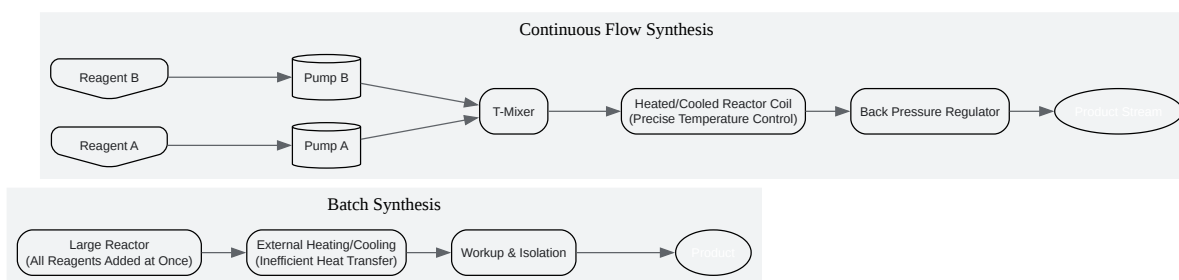 Continuous Flow Synthesis
Reagent B
Pump B
Reagent A
Pump A
T-Mixer
Heated/Cooled Reactor Coil
(Precise Temperature Control)
Back Pressure Regulator
Product Stream
Batch Synthesis
Large Reactor
(All Reagents Added at Once)
External Heating/Cooling
(Inefficient Heat Transfer)
Workup & Isolation
Product